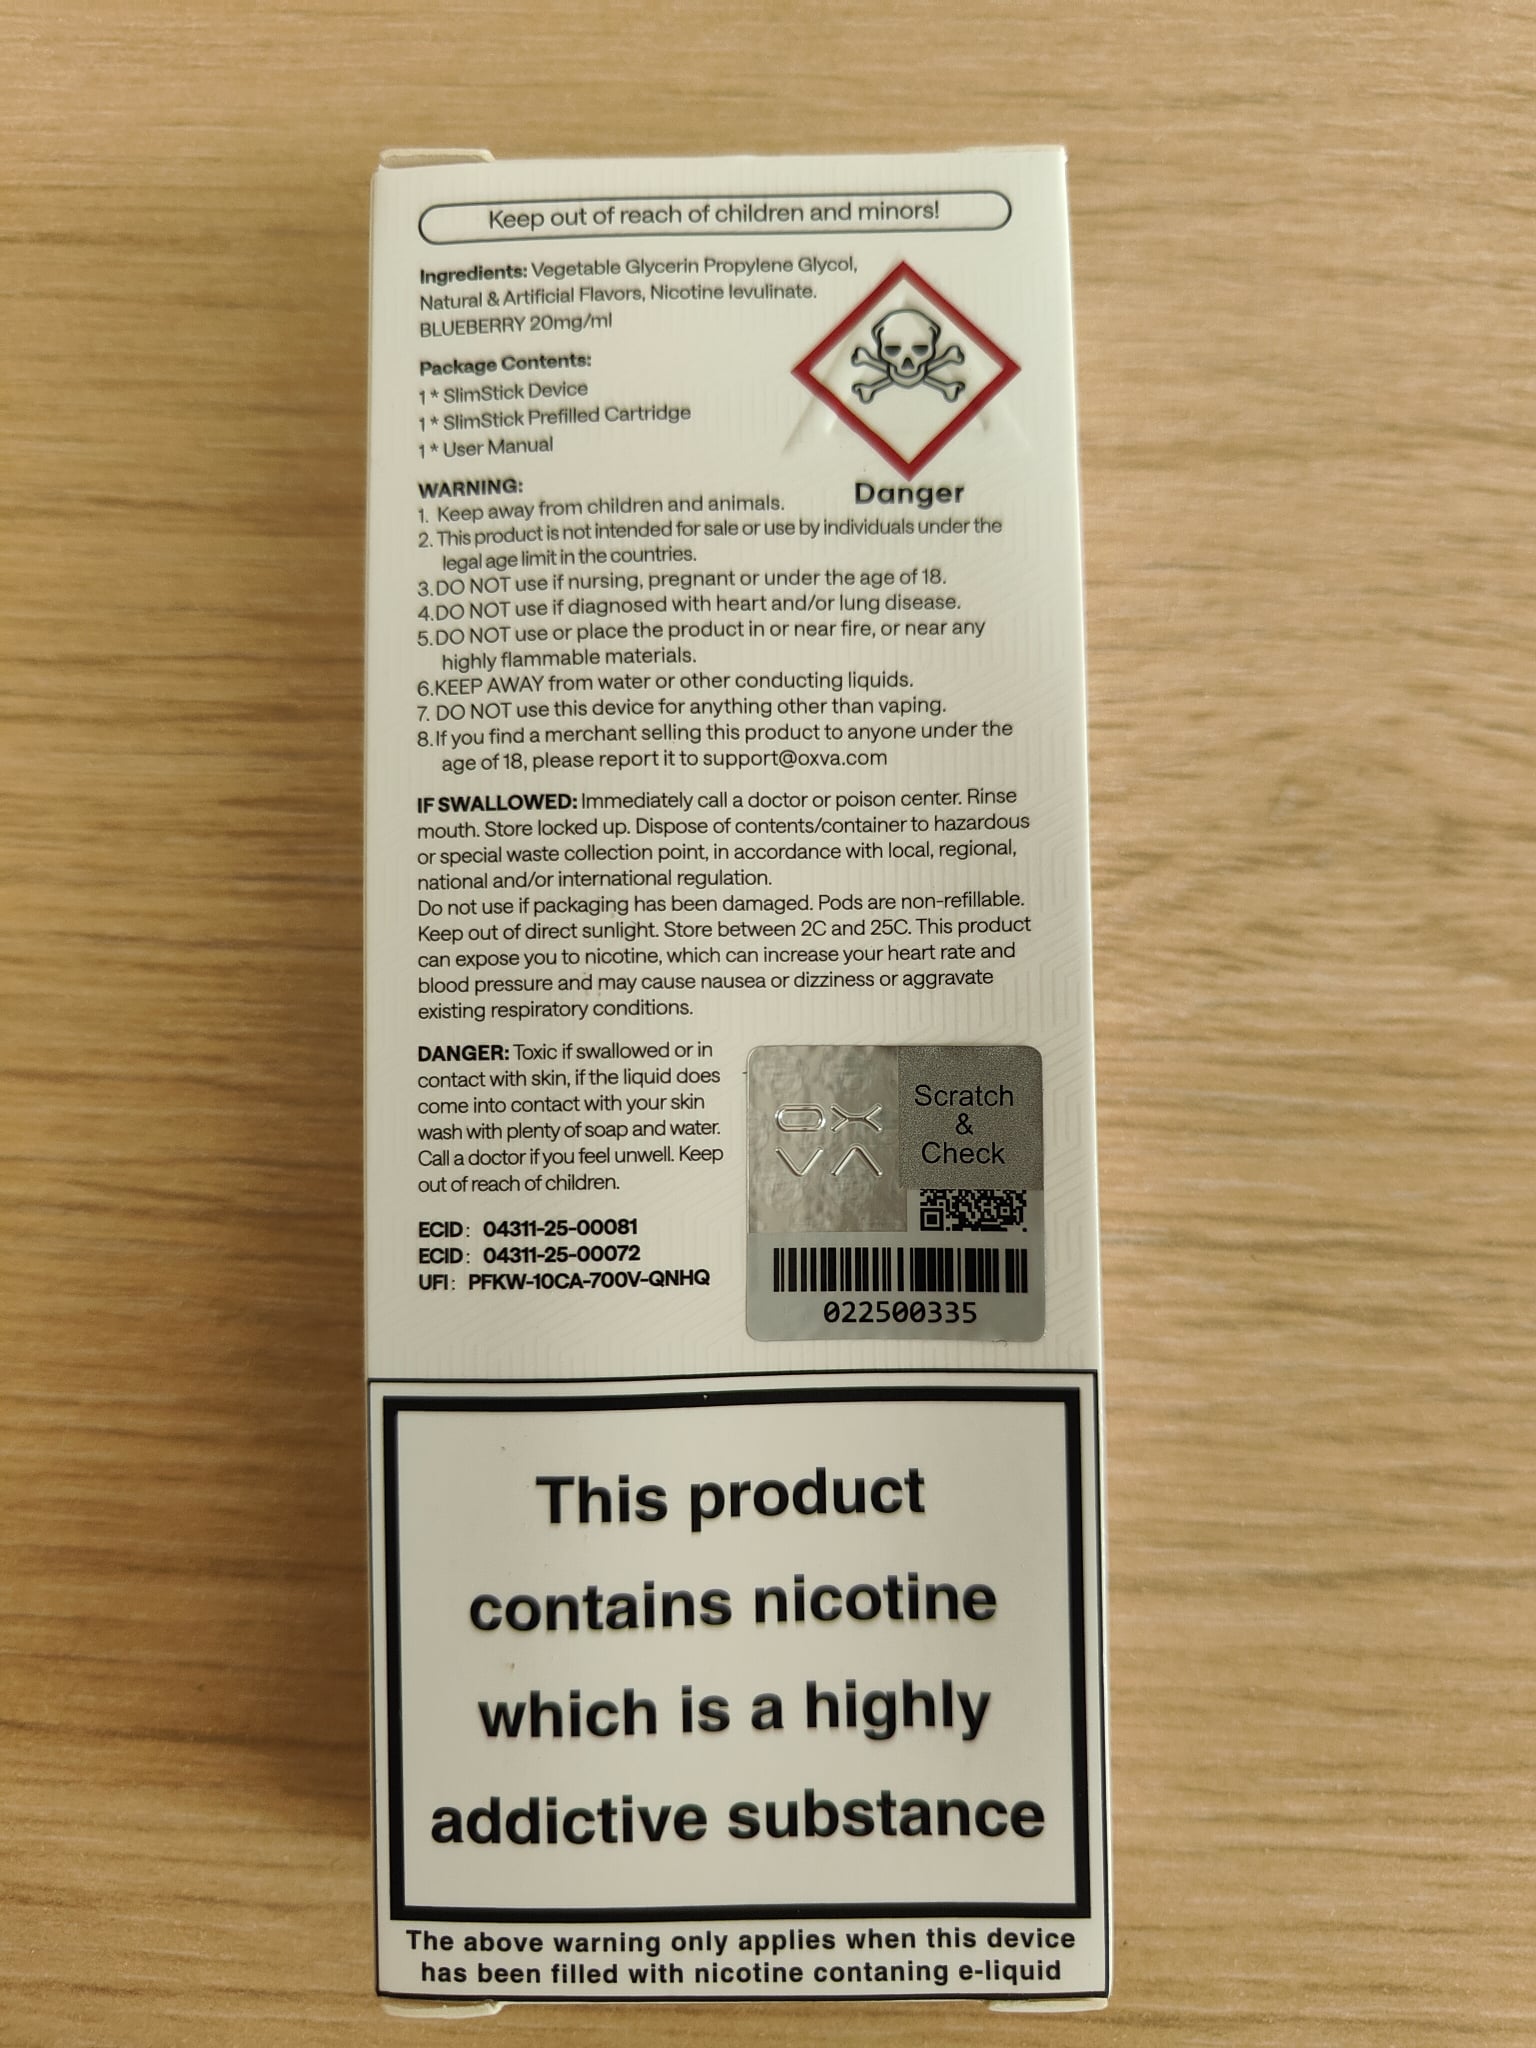 Keep out of reach of children and minors!
Ingredients: Vegetable Glycerin Propylene Glycol,
Natural & Artificial Flavors, Nicotine levulinate.
BLUEBERRY 20mg/ml
Package Contents:
1 * SlimStick Device
1 * SlimStick Prefilled Cartridge
1 * User Manual
Danger
WARNING:
1. Keep away from children and animals.
2. This product is not intended for sale or use by individuals under the
legal age limit in the countries.
3.DO NOT use if nursing, pregnant or under the age of 18.
4.DO NOT use if diagnosed with heart and/or lung disease.
5.DO NOT use or place the product in or near fire, or near any
highly flammable materials.
6.KEEP AWAY from water or other conducting liquids.
7. DO NOT use this device for anything other than vaping.
8.If you find a merchant selling this product to anyone under the
age of 18, please report it to support@oxva.com
IF SWALLOWED: Immediately call a doctor or poison center. Rinse
mouth. Store locked up. Dispose of contents/container to hazardous
or special waste collection point, in accordance with local, regional,
national and/or international regulation.
Do not use if packaging has been damaged. Pods are non-refillable.
Keep out of direct sunlight. Store between 2C and 25C. This product
can expose you to nicotine, which can increase your heart rate and
blood pressure and may cause nausea or dizziness or aggravate
existing respiratory conditions.
DANGER: Toxic if swallowed or in
contact with skin, if the liquid does
come into contact with your skin
wash with plenty of soap and water.
Call a doctor if you feel unwell. Keep
out of reach of children.
ECID: 04311-25-00081
ECID: 04311-25-00072
UFI: PFKW-10CA-700V-QNHQ
OX
VA
Scratch
&
Check
022500335
This product
contains nicotine
which is a highly
addictive substance
The above warning only applies when this device
has been filled with nicotine contaning e-liquid